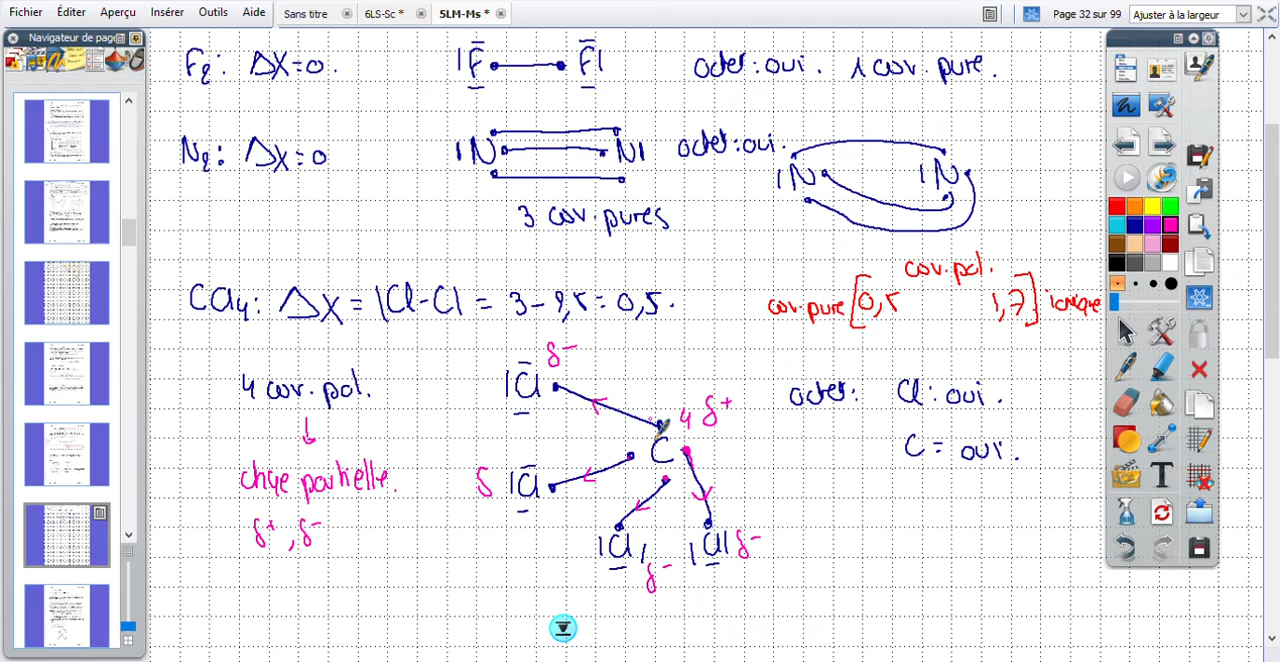 Fichier Éditer Aperçu Insérer Outils Aide Sans titre 6LS-Sc * 5LM-Ms * Page 32 sur 99 Ajuster à la largeur
Navigateur de page
F₂ : ΔX = 0. |F̄ F̄| octet : oui. 1 cov. pure.
N₂ : ΔX = 0 |N N| octet : oui. |N |N
3 cov. pures
cov. pol.
CCl₄ : ΔX = |Cl-C| = 3 - 2,5 = 0,5. cov. pure [0,5 1,7] ionique
δ⁻
4 cov. pol. |Cl 4 δ⁺ octet : Cl : oui.
C
C = oui.
chge partielle. δ |Cl
δ⁺, δ⁻
|Cl| |Cl| δ⁻
δ⁻